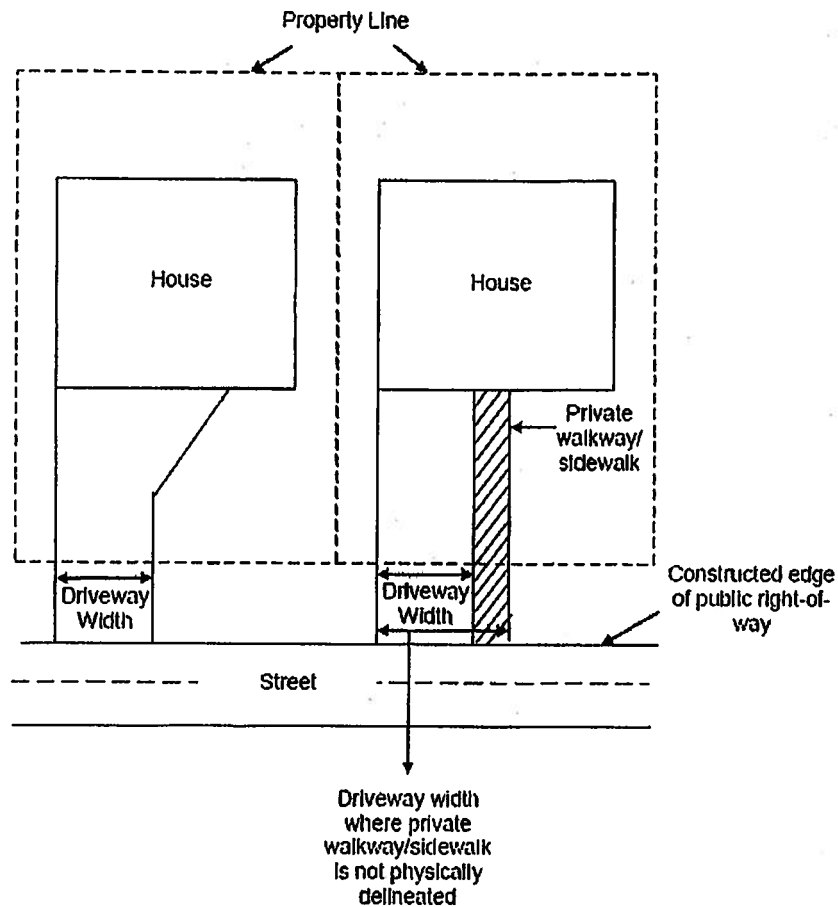 Property Line
House
House
Private
walkway/
sidewalk
Driveway
Width
Driveway
Width
Constructed edge
of public right-of-
way
Street
Driveway width
where private
walkway/sidewalk
is not physically
delineated